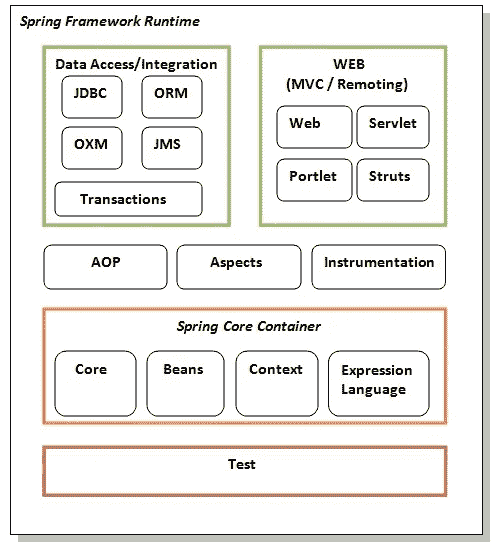 Spring Framework Runtime
Data Access/Integration
JDBC
ORM
OXM
JMS
Transactions
WEB
(MVC / Remoting)
Web
Servlet
Portlet
Struts
AOP
Aspects
Instrumentation
Spring Core Container
Core
Beans
Context
Expression
Language
Test